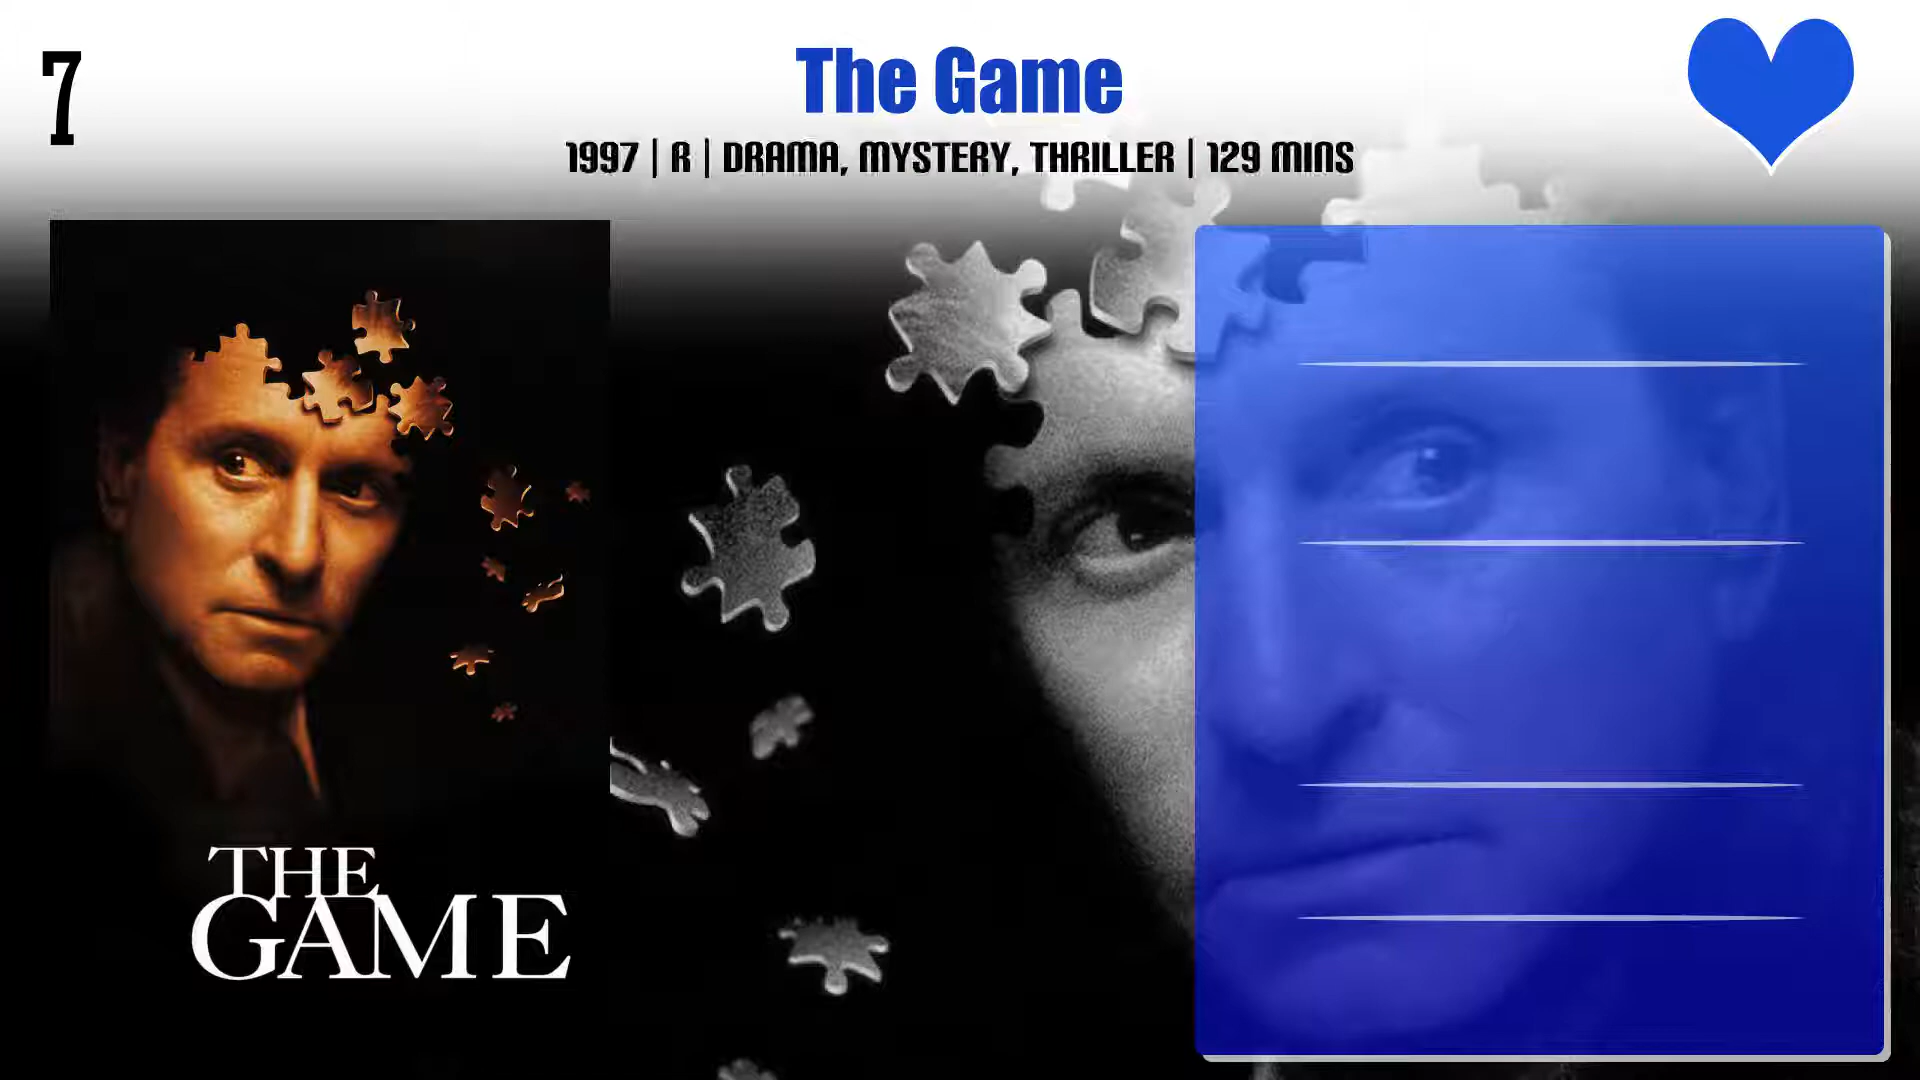 7
The Game
1997 | R | DRAMA, MYSTERY, THRILLER | 129 MINS
THE
GAME